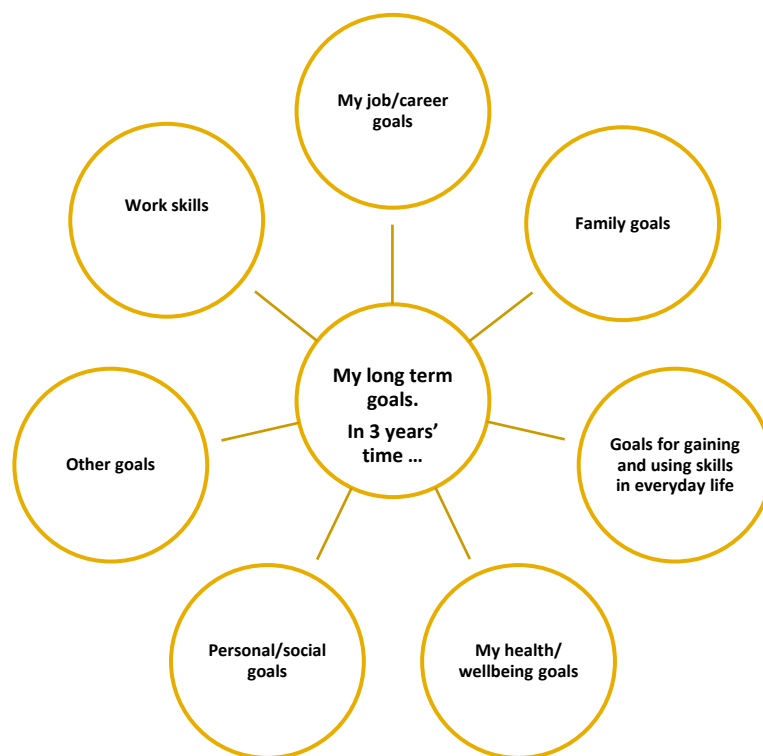 My job/career
goals
Work skills
Family goals
My long term
goals.
In 3 years’
time …
Other goals
Goals for gaining
and using skills
in everyday life
Personal/social
goals
My health/
wellbeing goals